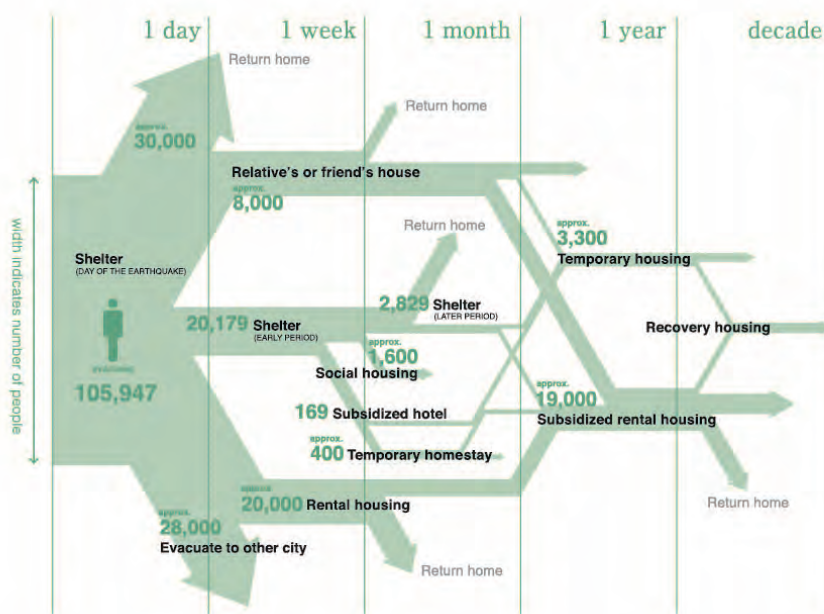 1 day
1 week
1 month
1 year
decade
Return home
Return home
approx.
30,000
Relative's or friend's house
approx.
8,000
Return home
approx.
3,300
Temporary housing
width indicates number of people
Shelter
(DAY OF THE EARTHQUAKE)
105,947
20,179
Shelter
(EARLY PERIOD)
2,829
Shelter
(LATER PERIOD)
Recovery housing
approx.
1,600
Social housing
169 Subsidized hotel
approx.
400 Temporary homestay
approx.
19,000
Subsidized rental housing
approx.
20,000 Rental housing
approx.
28,000
Evacuate to other city
Return home
Return home